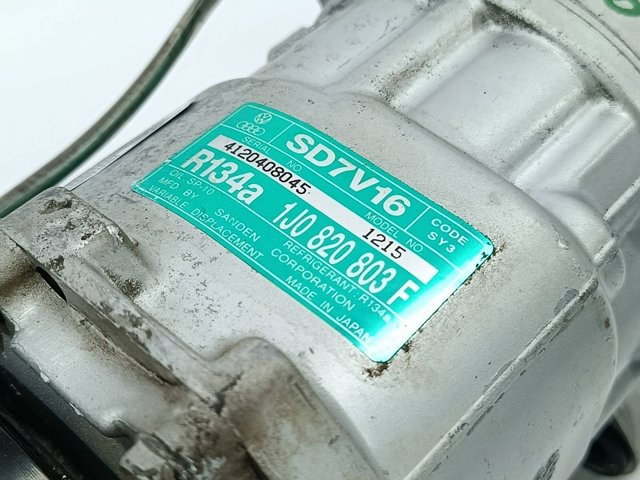 SD7V16
CODE
SY3
SERIAL NO
4120408045
MODEL NO
1215
R134a 1J0 820 803 F
OIL SP-10
REFRIGERANT: R134a
MFD BY SANDEN CORPORATION
VARIABLE DISPLACEMENT MADE IN JAPAN